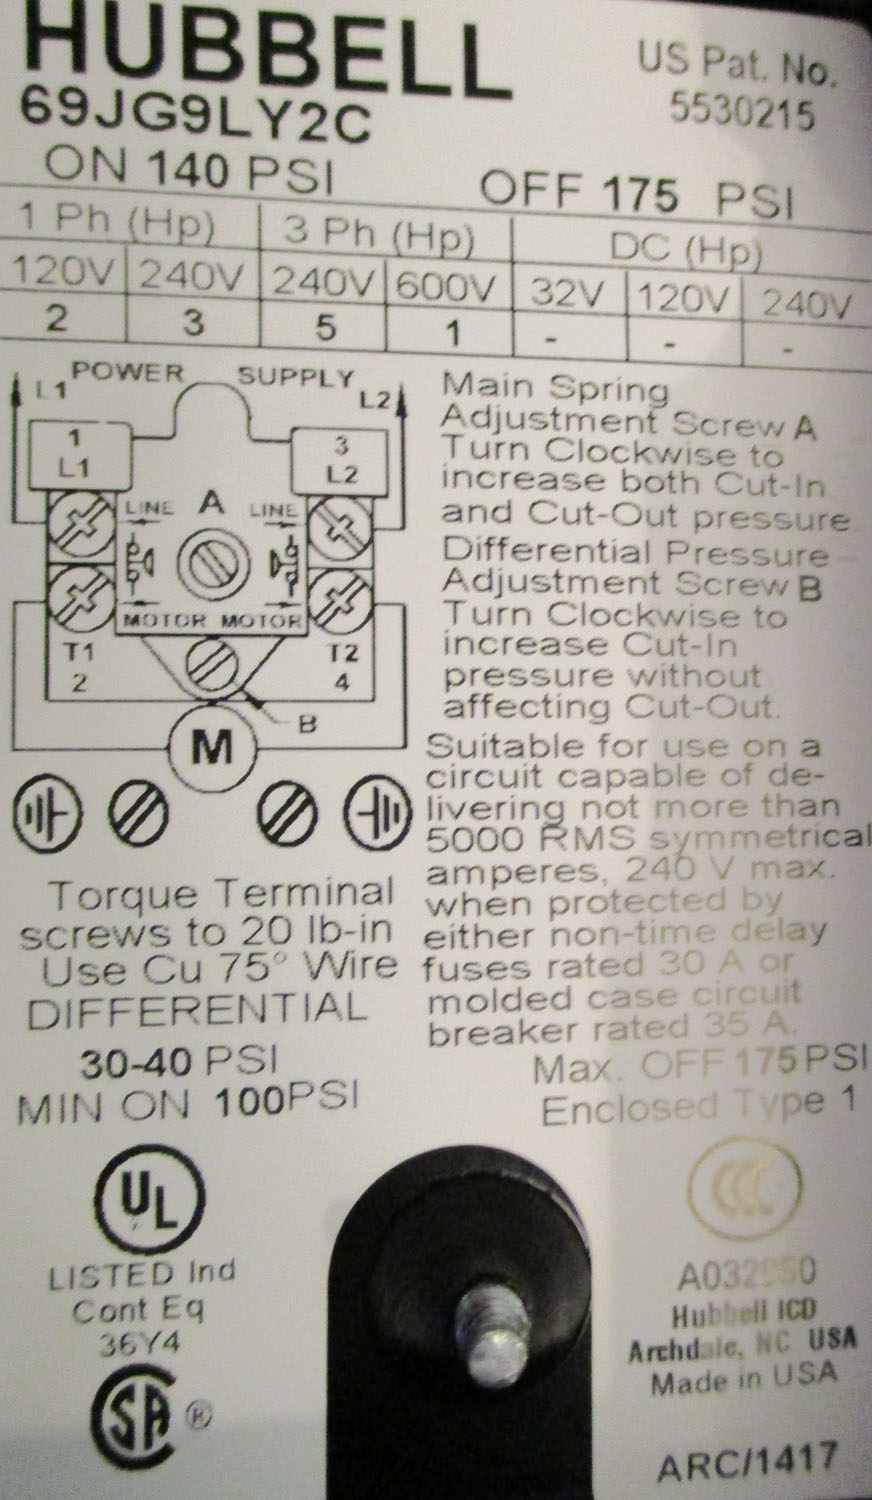 HUBBELL
US Pat. No.
5530215
69JG9LY2C
ON 140 PSI
OFF 175 PSI
1 Ph (Hp) 3 Ph (Hp) DC (Hp)
120V 240V 240V 600V 32V 120V 240V
2 3 5 1 - - -
POWER SUPPLY
L1 L2
1 3
L1 L2
LINE A LINE
MOTOR MOTOR
T1 T2
2 4
B
M
Main Spring
Adjustment Screw A
Turn Clockwise to
increase both Cut-In
and Cut-Out pressure.
Differential Pressure
Adjustment Screw B
Turn Clockwise to
increase Cut-In
pressure without
affecting Cut-Out.
Suitable for use on a
circuit capable of de-
livering not more than
5000 RMS symmetrical
amperes, 240 V max.
when protected by
either non-time delay
fuses rated 30 A or
molded case circuit
breaker rated 35 A.
Max. OFF 175 PSI
Enclosed Type 1
Torque Terminal
screws to 20 lb-in
Use Cu 75° Wire
DIFFERENTIAL
30-40 PSI
MIN ON 100PSI
UL
LISTED Ind
Cont Eq
36Y4
SA ®
CCC
Hubbell ICD
Archdale, NC USA
Made in USA
ARC/1417